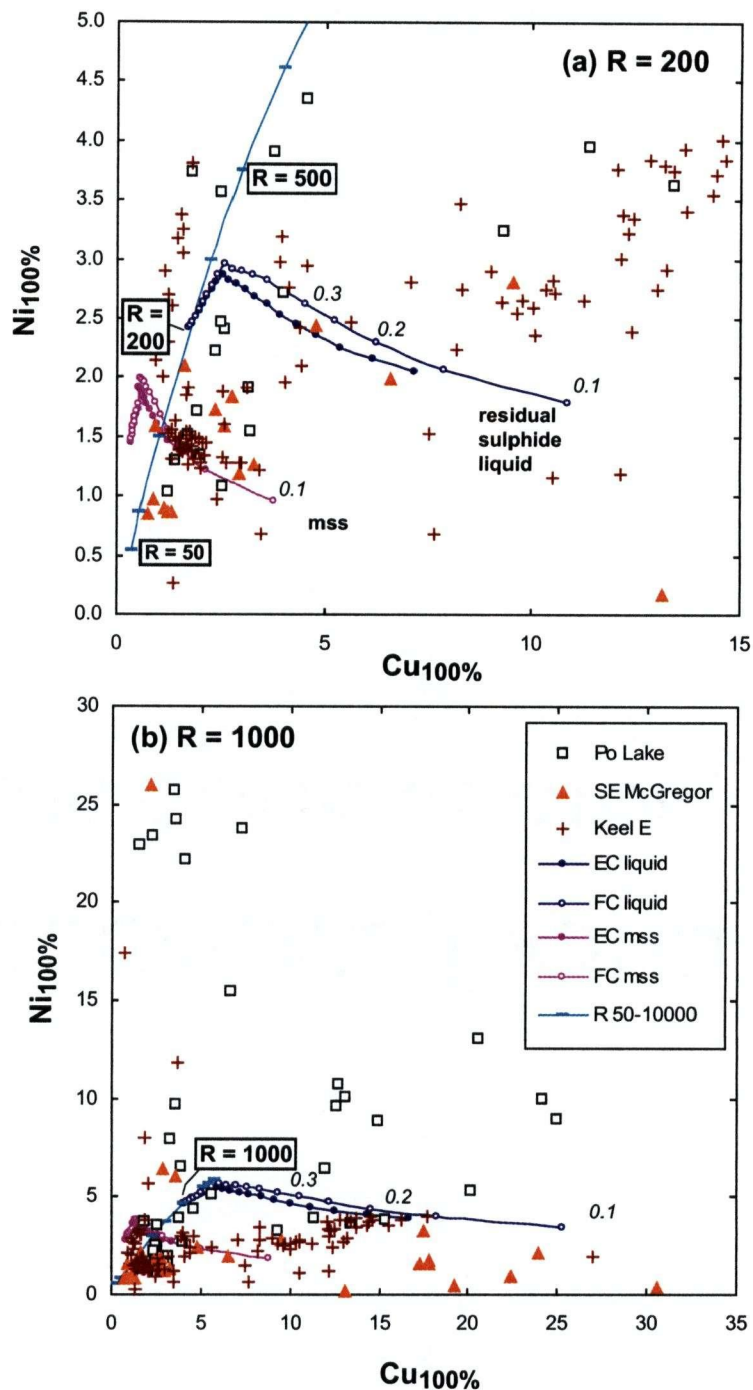 (a) R = 200
5.0
4.5
4.0
3.5
3.0
2.5
2.0
1.5
1.0
0.5
0.0
Ni100%
R = 500
R =
200
R = 50
0.3
0.2
0.1
residual
sulphide
liquid
0.1
mss
0
5
10
15
Cu100%
(b) R = 1000
30
25
20
15
10
5
0
Ni100%
R = 1000
0.3
0.2
0.1
Po Lake
SE McGregor
Keel E
EC liquid
FC liquid
EC mss
FC mss
R 50-10000
0
5
10
15
20
25
30
35
Cu100%